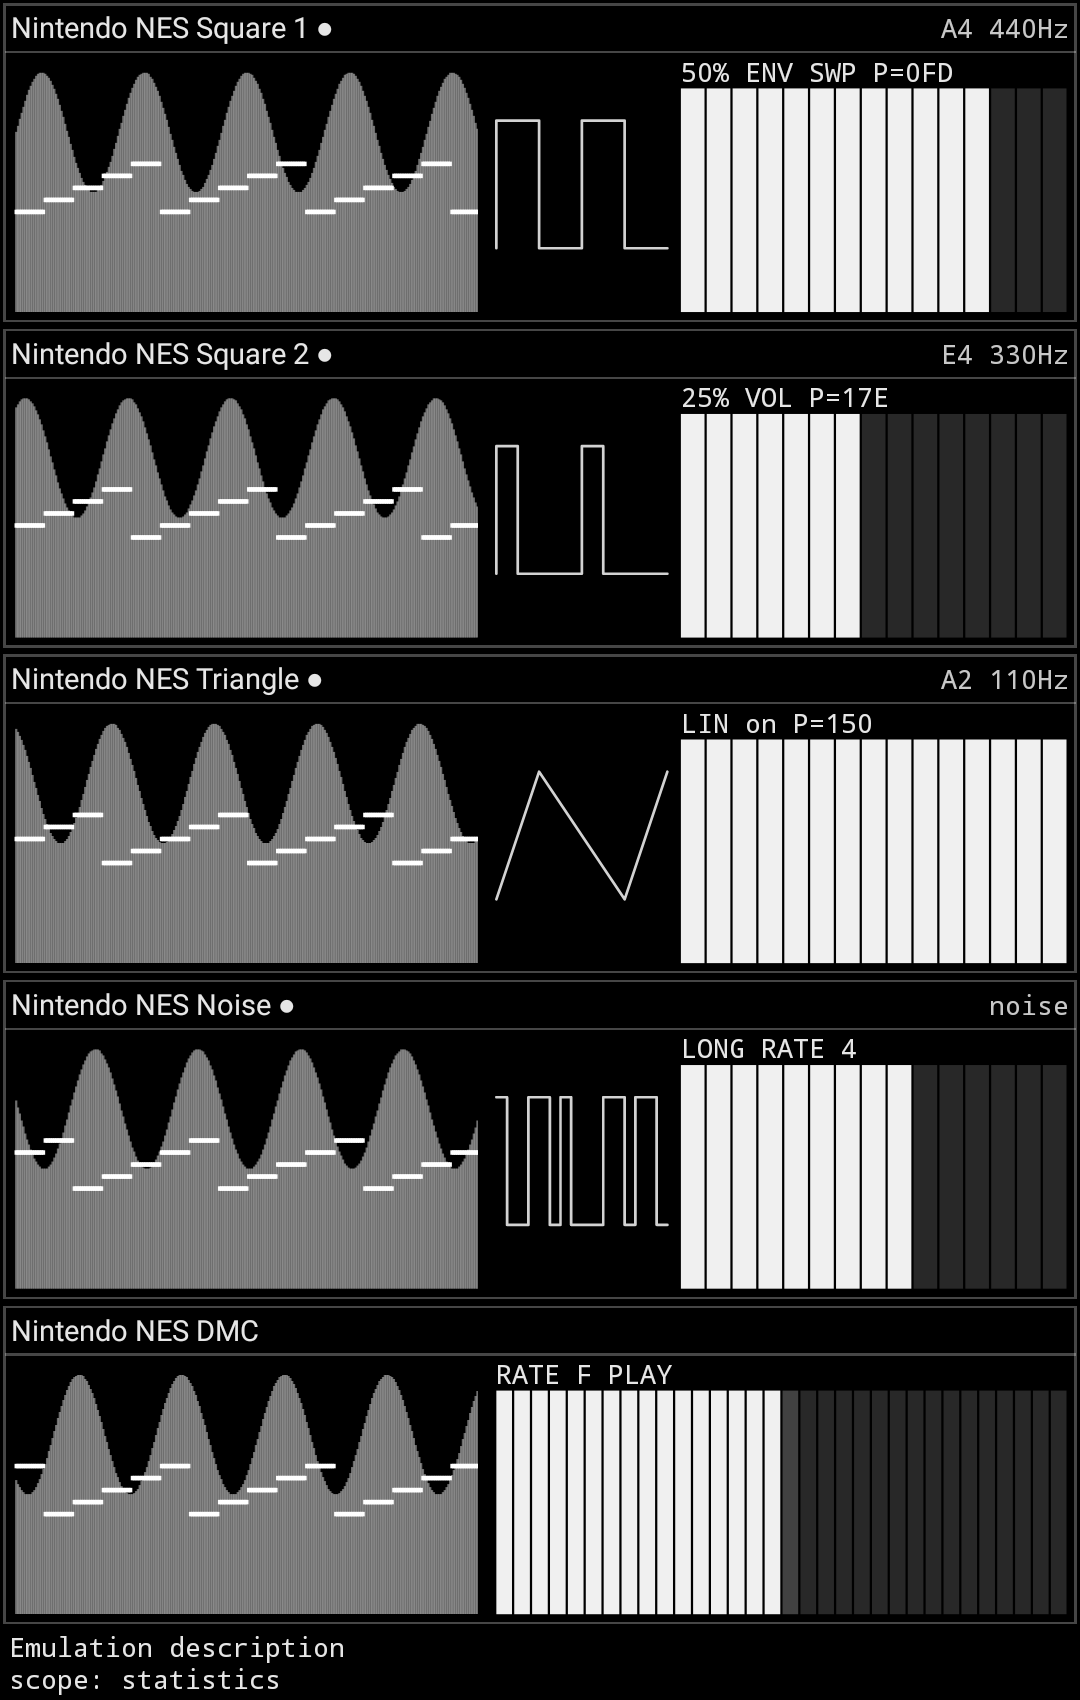 Nintendo NES Square 1 ●
A4 440Hz
50% ENV SWP P=0FD
Nintendo NES Square 2 ●
E4 330Hz
25% VOL P=17E
Nintendo NES Triangle ●
A2 110Hz
LIN on P=150
Nintendo NES Noise ●
noise
LONG RATE 4
Nintendo NES DMC
RATE F PLAY
Emulation description
scope: statistics